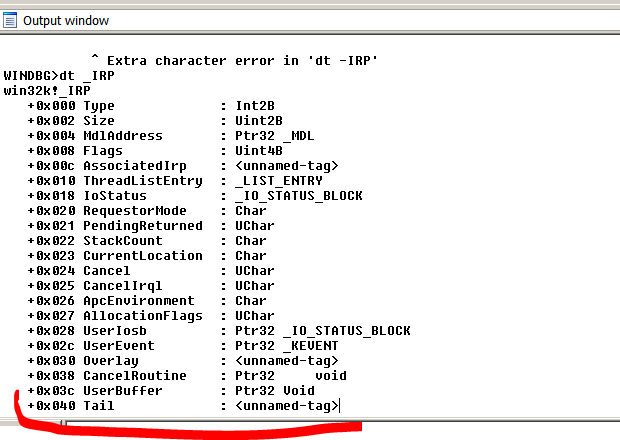 Output window
^ Extra character error in 'dt -IRP'
WINDBG>dt _IRP
win32k!_IRP
+0x000 Type : Int2B
+0x002 Size : Uint2B
+0x004 MdlAddress : Ptr32 _MDL
+0x008 Flags : Uint4B
+0x00c AssociatedIrp : <unnamed-tag>
+0x010 ThreadListEntry : _LIST_ENTRY
+0x018 IoStatus : _IO_STATUS_BLOCK
+0x020 RequestorMode : Char
+0x021 PendingReturned : UChar
+0x022 StackCount : Char
+0x023 CurrentLocation : Char
+0x024 Cancel : UChar
+0x025 CancelIrql : UChar
+0x026 ApcEnvironment : Char
+0x027 AllocationFlags : UChar
+0x028 UserIosb : Ptr32 _IO_STATUS_BLOCK
+0x02c UserEvent : Ptr32 _KEVENT
+0x030 Overlay : <unnamed-tag>
+0x038 CancelRoutine : Ptr32 void
+0x03c UserBuffer : Ptr32 Void
+0x040 Tail : <unnamed-tag>